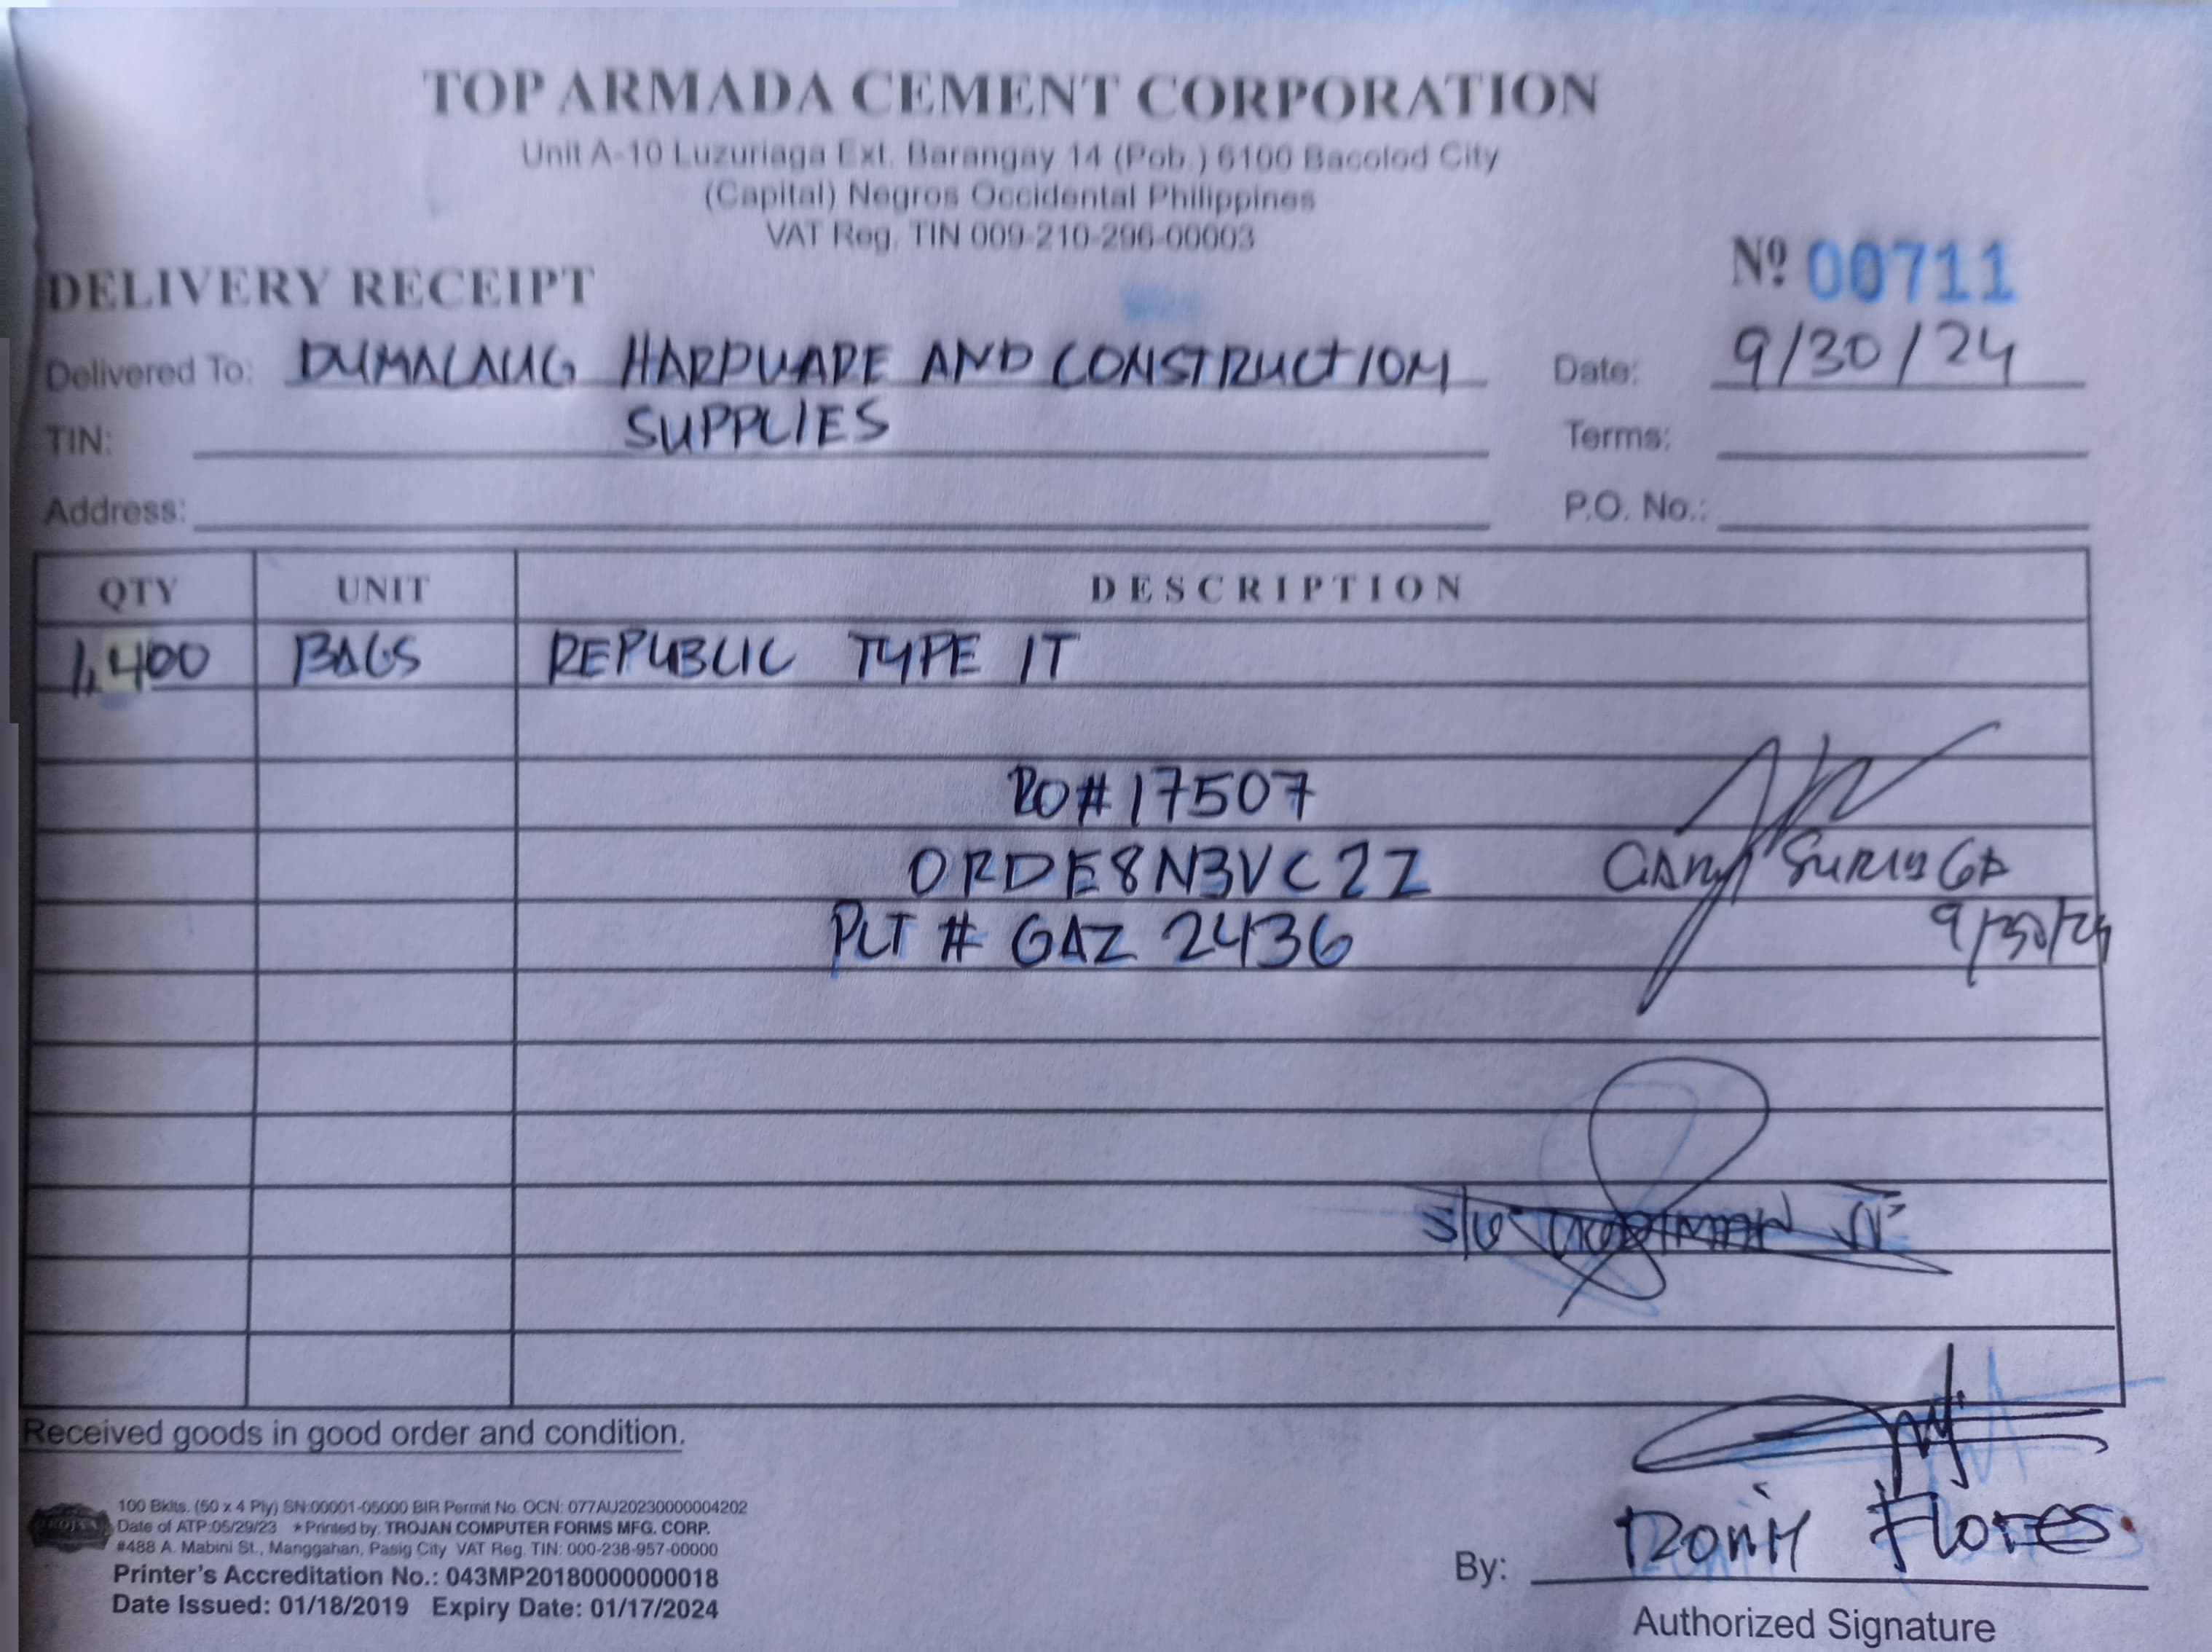 TOP ARMADA CEMENT CORPORATION
Unit A-10 Luzuriaga Ext. Barangay 14 (Pob.) 6100 Bacolod City
(Capital) Negros Occidental Philippines
VAT Reg. TIN 009-210-296-00003
DELIVERY RECEIPT
Nº 00711
Delivered To: DUMALAUG HARDWARE AND CONSTRUCTION
Date: 9/30/24
SUPPLIES
TIN:
Terms:
Address:
P.O. No.:
QTY UNIT DESCRIPTION
1,400 BAGS REPUBLIC TYPE 1T
RO# 17507
ORDE8N3VC2Z
GARY
PLT # GAZ 2436
9/30/24
Received goods in good order and condition.
100 Bklts. (50 x 4 Ply) SN:00001-05000 BIR Permit No. OCN: 077AU20230000004202
Date of ATP:05/29/23 ★Printed by: TROJAN COMPUTER FORMS MFG. CORP.
#488 A. Mabini St., Manggahan, Pasig City VAT Reg. TIN: 000-238-957-00000
Printer's Accreditation No.: 043MP20180000000018
Date Issued: 01/18/2019 Expiry Date: 01/17/2024
By: Flores
Authorized Signature